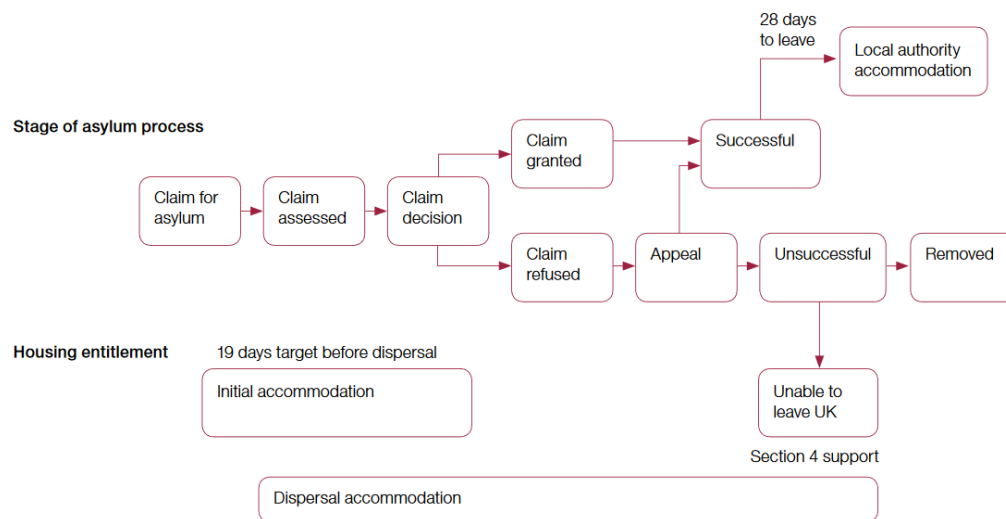 28 days
to leave
Local authority
accommodation
Stage of asylum process
Claim
granted
Successful
Claim for
asylum
Claim
assessed
Claim
decision
Claim
refused
Appeal
Unsuccessful
Removed
Housing entitlement
19 days target before dispersal
Initial accommodation
Unable to
leave UK
Section 4 support
Dispersal accommodation